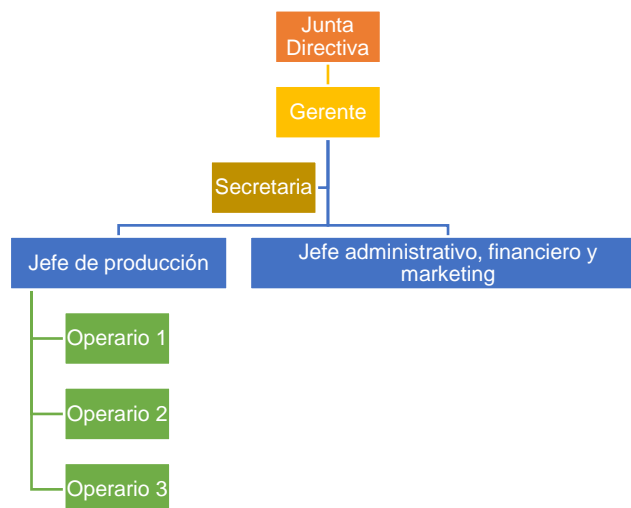 Junta
Directiva
Gerente
Secretaria
Jefe de producción
Jefe administrativo, financiero y
marketing
Operario 1
Operario 2
Operario 3